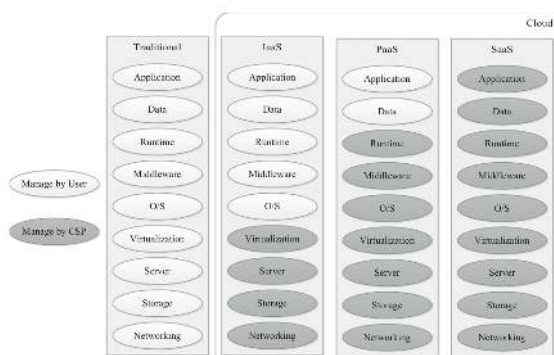 Cloud
Traditional IaaS PaaS SaaS
Application Application Application Application
Data Data Data Data
Runtime Runtime Runtime Runtime
Middleware Middleware Middleware Middleware
Manage by User
O/S O/S O/S O/S
Manage by CSP
Virtualization Virtualization Virtualization Virtualization
Server Server Server Server
Storage Storage Storage Storage
Networking Networking Networking Networking